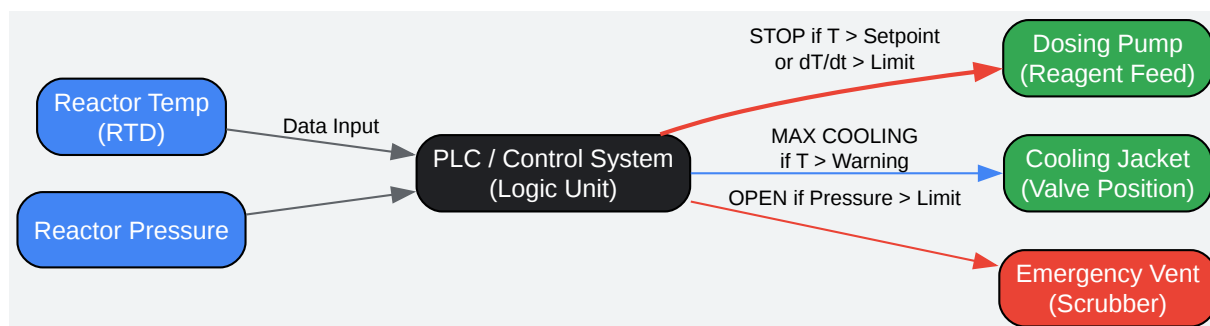 Reactor Temp
(RTD)
Reactor Pressure
Data Input
PLC / Control System
(Logic Unit)
STOP if T > Setpoint
or dT/dt > Limit
MAX COOLING
if T > Warning
OPEN if Pressure > Limit
Dosing Pump
(Reagent Feed)
Cooling Jacket
(Valve Position)
Emergency Vent
(Scrubber)